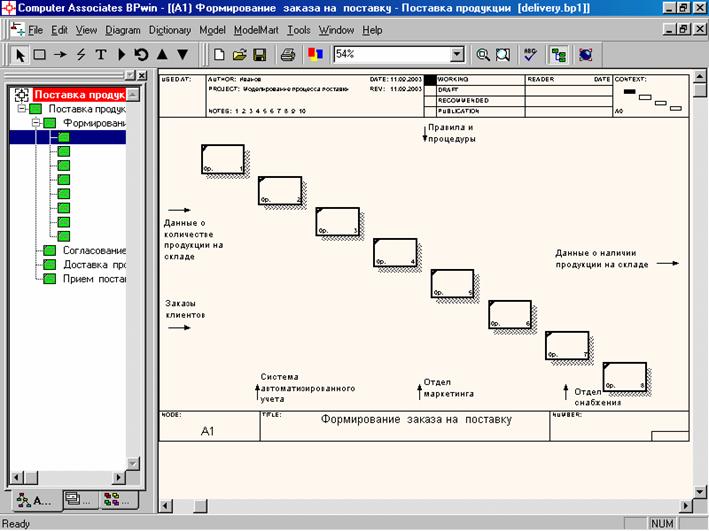 Computer Associates BPwin - [(A1) Формирование заказа на поставку - Поставка продукции [delivery.bp1]]
File Edit View Diagram Dictionary Model ModelMart Tools Window Help
54%
Поставка продук
Поставка продук
Формировани
Согласование
Доставка про
Прием поста
A...
USED AT:
AUTHOR: Иванов
DATE: 11.09.2003
PROJECT: Моделирование процесса поставки
REV: 11.09.2003
NOTES: 1 2 3 4 5 6 7 8 9 10
WORKING
DRAFT
RECOMMENDED
PUBLICATION
READER
DATE
CONTEXT:
A0
Правила и
процедуры
0р. 1
0р. 2
0р. 3
0р. 4
0р. 5
0р. 6
0р. 7
0р. 8
Данные о
количестве
продукции на
складе
Данные о наличии
продукции на складе
Заказы
клиентов
Система
автоматизированного
учета
Отдел
маркетинга
Отдел
снабжения
NODE:
A1
TITLE:
Формирование заказа на поставку
NUMBER:
Ready
NUM